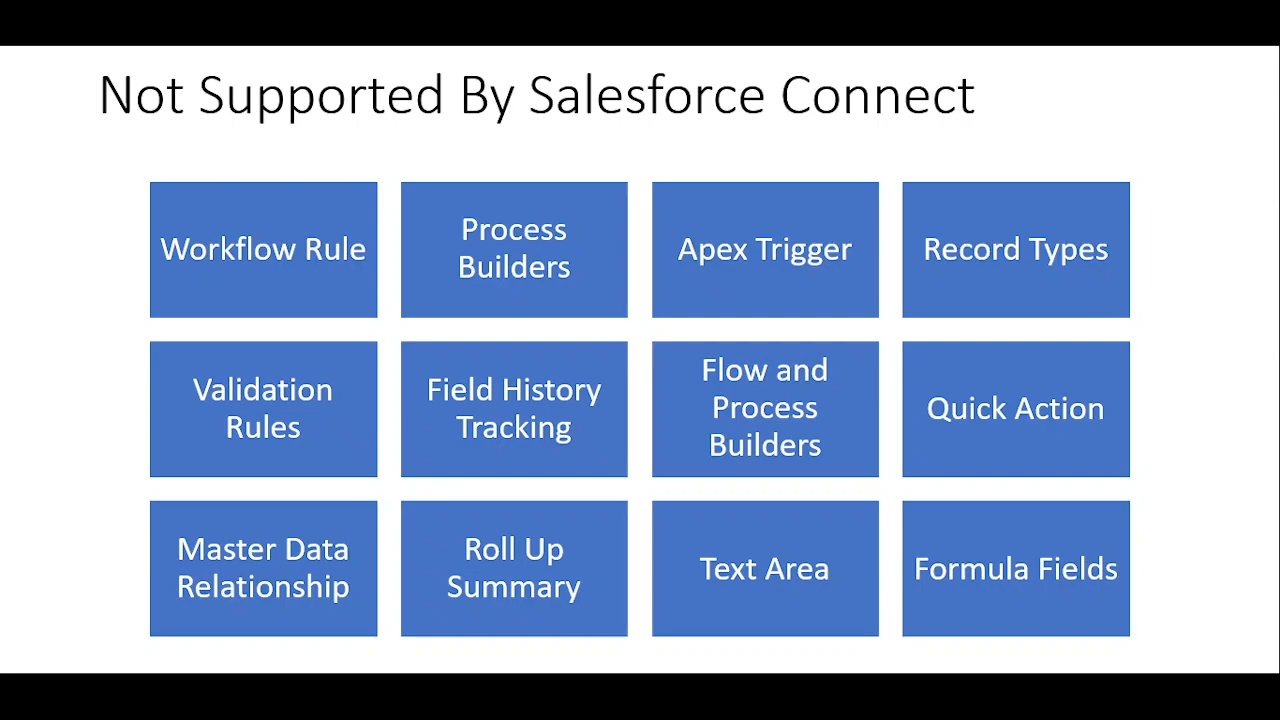 Not Supported By Salesforce Connect
Workflow Rule
Process
Builders
Apex Trigger
Record Types
Validation
Rules
Field History
Tracking
Flow and
Process
Builders
Quick Action
Master Data
Relationship
Roll Up
Summary
Text Area
Formula Fields